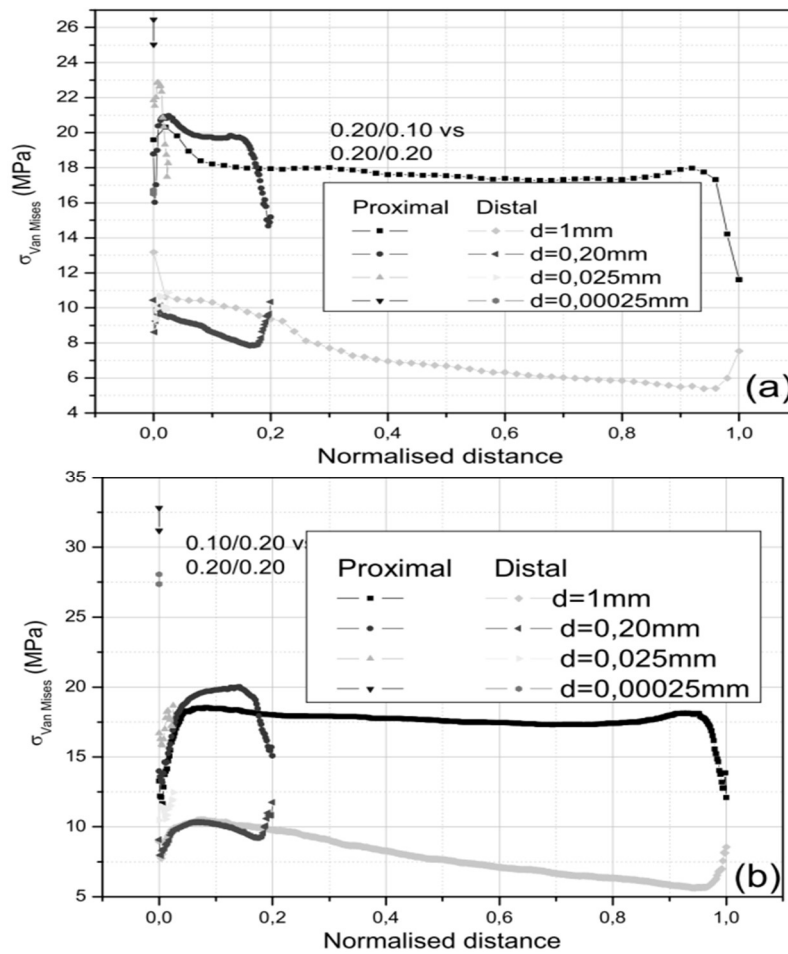 26
24
22
20
18
16
14
12
10
8
6
4
σVan Mises (MPa)
0.20/0.10 vs
0.20/0.20
Proximal Distal
d=1mm
d=0,20mm
d=0,025mm
d=0,00025mm
(a)
0,0 0,2 0,4 0,6 0,8 1,0
Normalised distance
35
30
25
20
15
10
5
σVan Mises (MPa)
0.10/0.20 vs
0.20/0.20
Proximal Distal
d=1mm
d=0,20mm
d=0,025mm
d=0,00025mm
(b)
0,0 0,2 0,4 0,6 0,8 1,0
Normalised distance